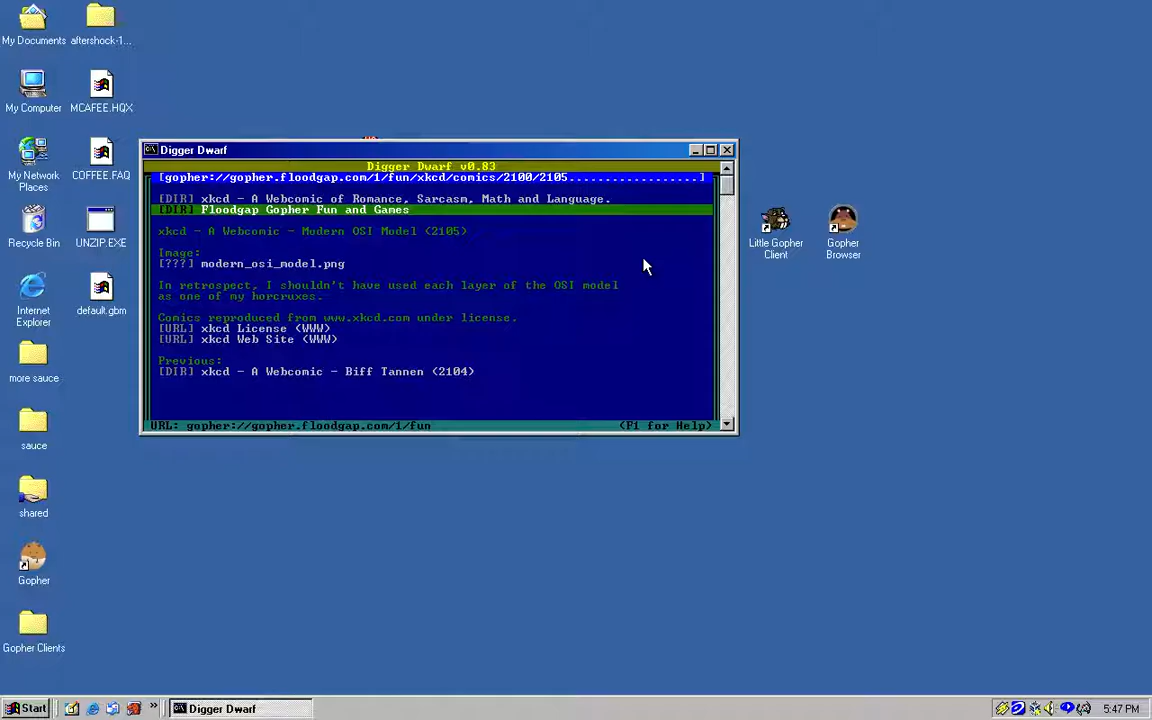 My Documents
aftershock-1...
My Computer
MCAFEE.HQX
My Network
Places
COFFEE.FAQ
Recycle Bin
UNZIP.EXE
Internet
Explorer
default.gbm
more sauce
sauce
shared
Gopher
Gopher Clients
Digger Dwarf
Digger Dwarf v0.83
[gopher://gopher.floodgap.com/1/fun/xkcd/comics/2100/2105..................]
[DIR] xkcd - A Webcomic of Romance, Sarcasm, Math and Language.
[DIR] Floodgap Gopher Fun and Games
xkcd - A Webcomic - Modern OSI Model (2105)
Image:
[???] modern_osi_model.png
In retrospect, I shouldn't have used each layer of the OSI model
as one of my horcruxes.
Comics reproduced from www.xkcd.com under license.
[URL] xkcd License (WWW)
[URL] xkcd Web Site (WWW)
Previous:
[DIR] xkcd - A Webcomic - Biff Tannen (2104)
URL: gopher://gopher.floodgap.com/1/fun (F1 for Help)
Little Gopher
Client
Gopher
Browser
Start
Digger Dwarf
5:47 PM